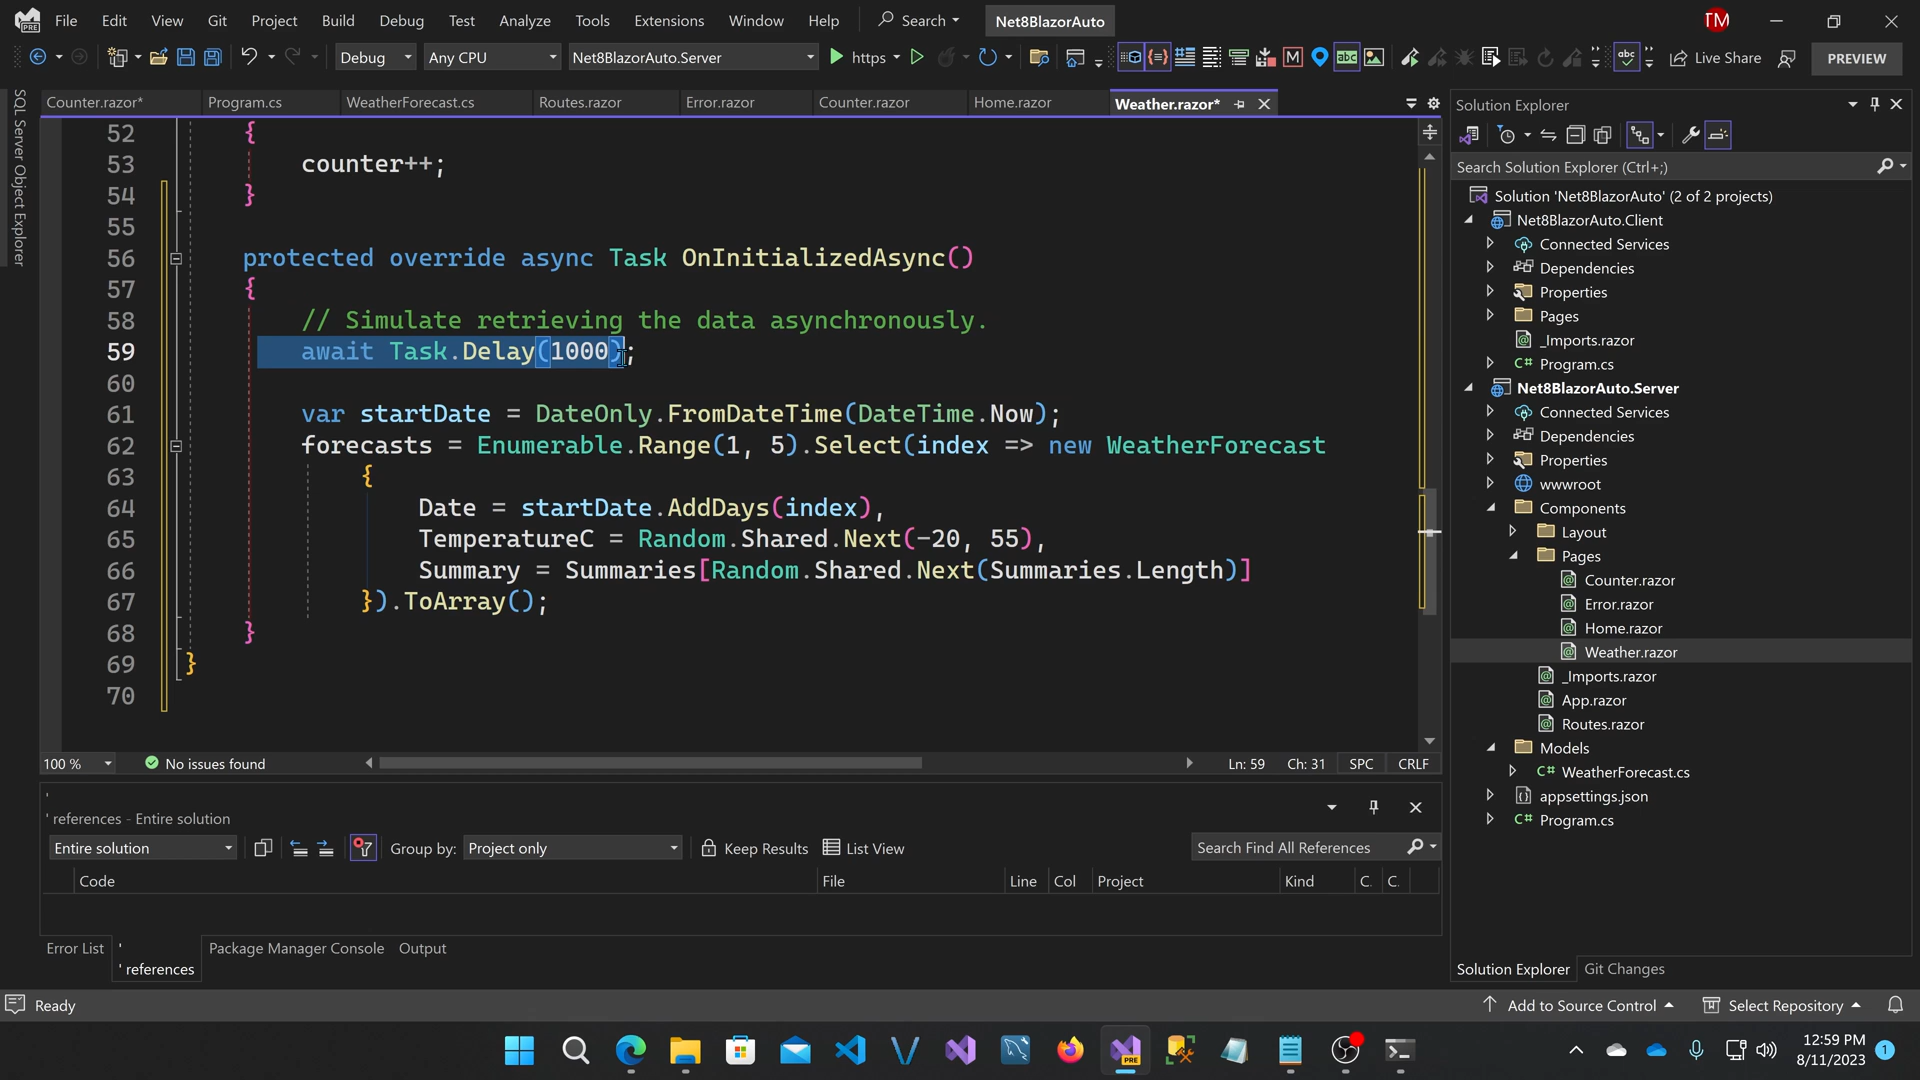 PRE File Edit View Git Project Build Debug Test Analyze Tools Extensions Window Help Search Net8BlazorAuto TM
Debug Any CPU Net8BlazorAuto.Server https Live Share PREVIEW
SQL Server Object Explorer
Counter.razor* Program.cs WeatherForecast.cs Routes.razor Error.razor Counter.razor Home.razor Weather.razor*
52 {
53 counter++;
54 }
55
56 protected override async Task OnInitializedAsync()
57 {
58 // Simulate retrieving the data asynchronously.
59 await Task.Delay(1000);
60
61 var startDate = DateOnly.FromDateTime(DateTime.Now);
62 forecasts = Enumerable.Range(1, 5).Select(index => new WeatherForecast
63 {
64 Date = startDate.AddDays(index),
65 TemperatureC = Random.Shared.Next(-20, 55),
66 Summary = Summaries[Random.Shared.Next(Summaries.Length)]
67 }).ToArray();
68 }
69 }
70
100 % No issues found Ln: 59 Ch: 31 SPC CRLF
'
' references - Entire solution
Entire solution Group by: Project only Keep Results List View Search Find All References
Code File Line Col Project Kind C. C.
Error List ' Package Manager Console Output
' references
Solution Explorer
Search Solution Explorer (Ctrl+;)
Solution 'Net8BlazorAuto' (2 of 2 projects)
Net8BlazorAuto.Client
Connected Services
Dependencies
Properties
Pages
_Imports.razor
C# Program.cs
Net8BlazorAuto.Server
Connected Services
Dependencies
Properties
wwwroot
Components
Layout
Pages
Counter.razor
Error.razor
Home.razor
Weather.razor
_Imports.razor
App.razor
Routes.razor
Models
C# WeatherForecast.cs
appsettings.json
C# Program.cs
Solution Explorer Git Changes
Ready Add to Source Control Select Repository
PRE
12:59 PM
8/11/2023 1